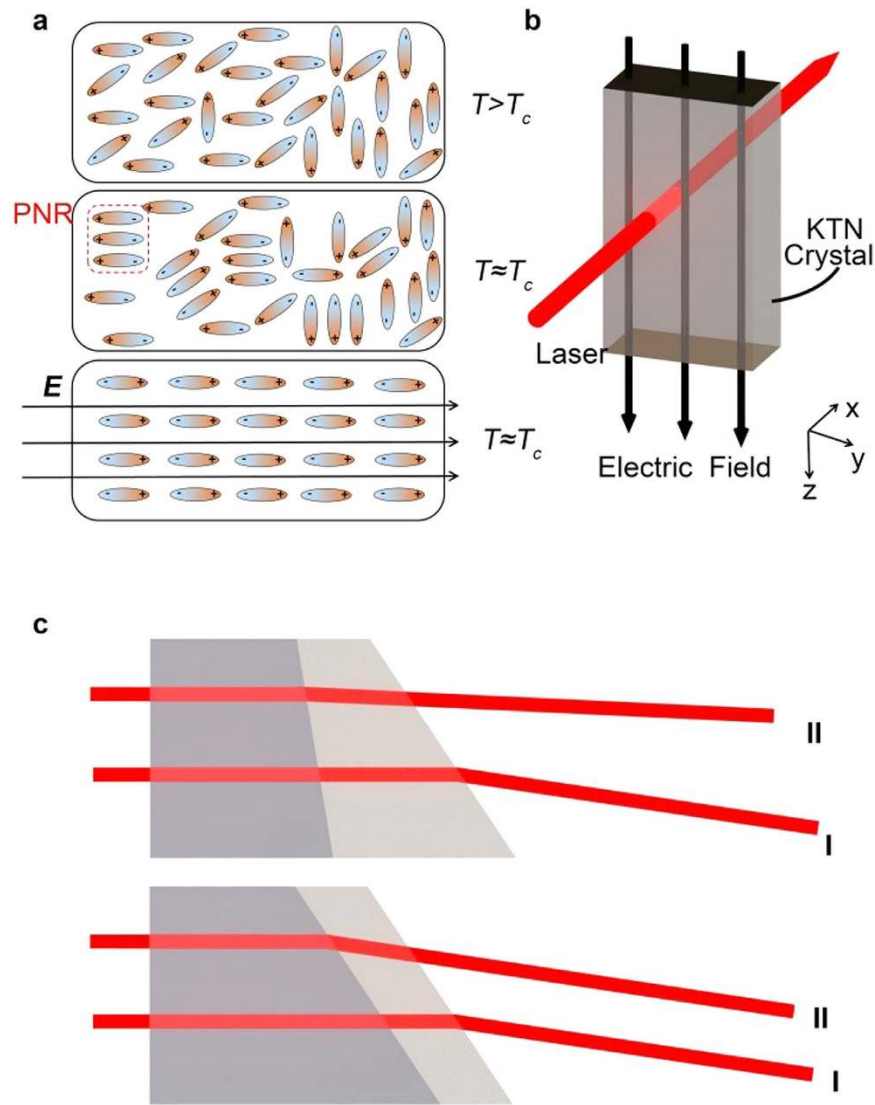 a
T>Tc
PNR
T≈Tc
E
T≈Tc
b
KTN
Crystal
Laser
Electric Field
x
y
z
c
II
I
II
I